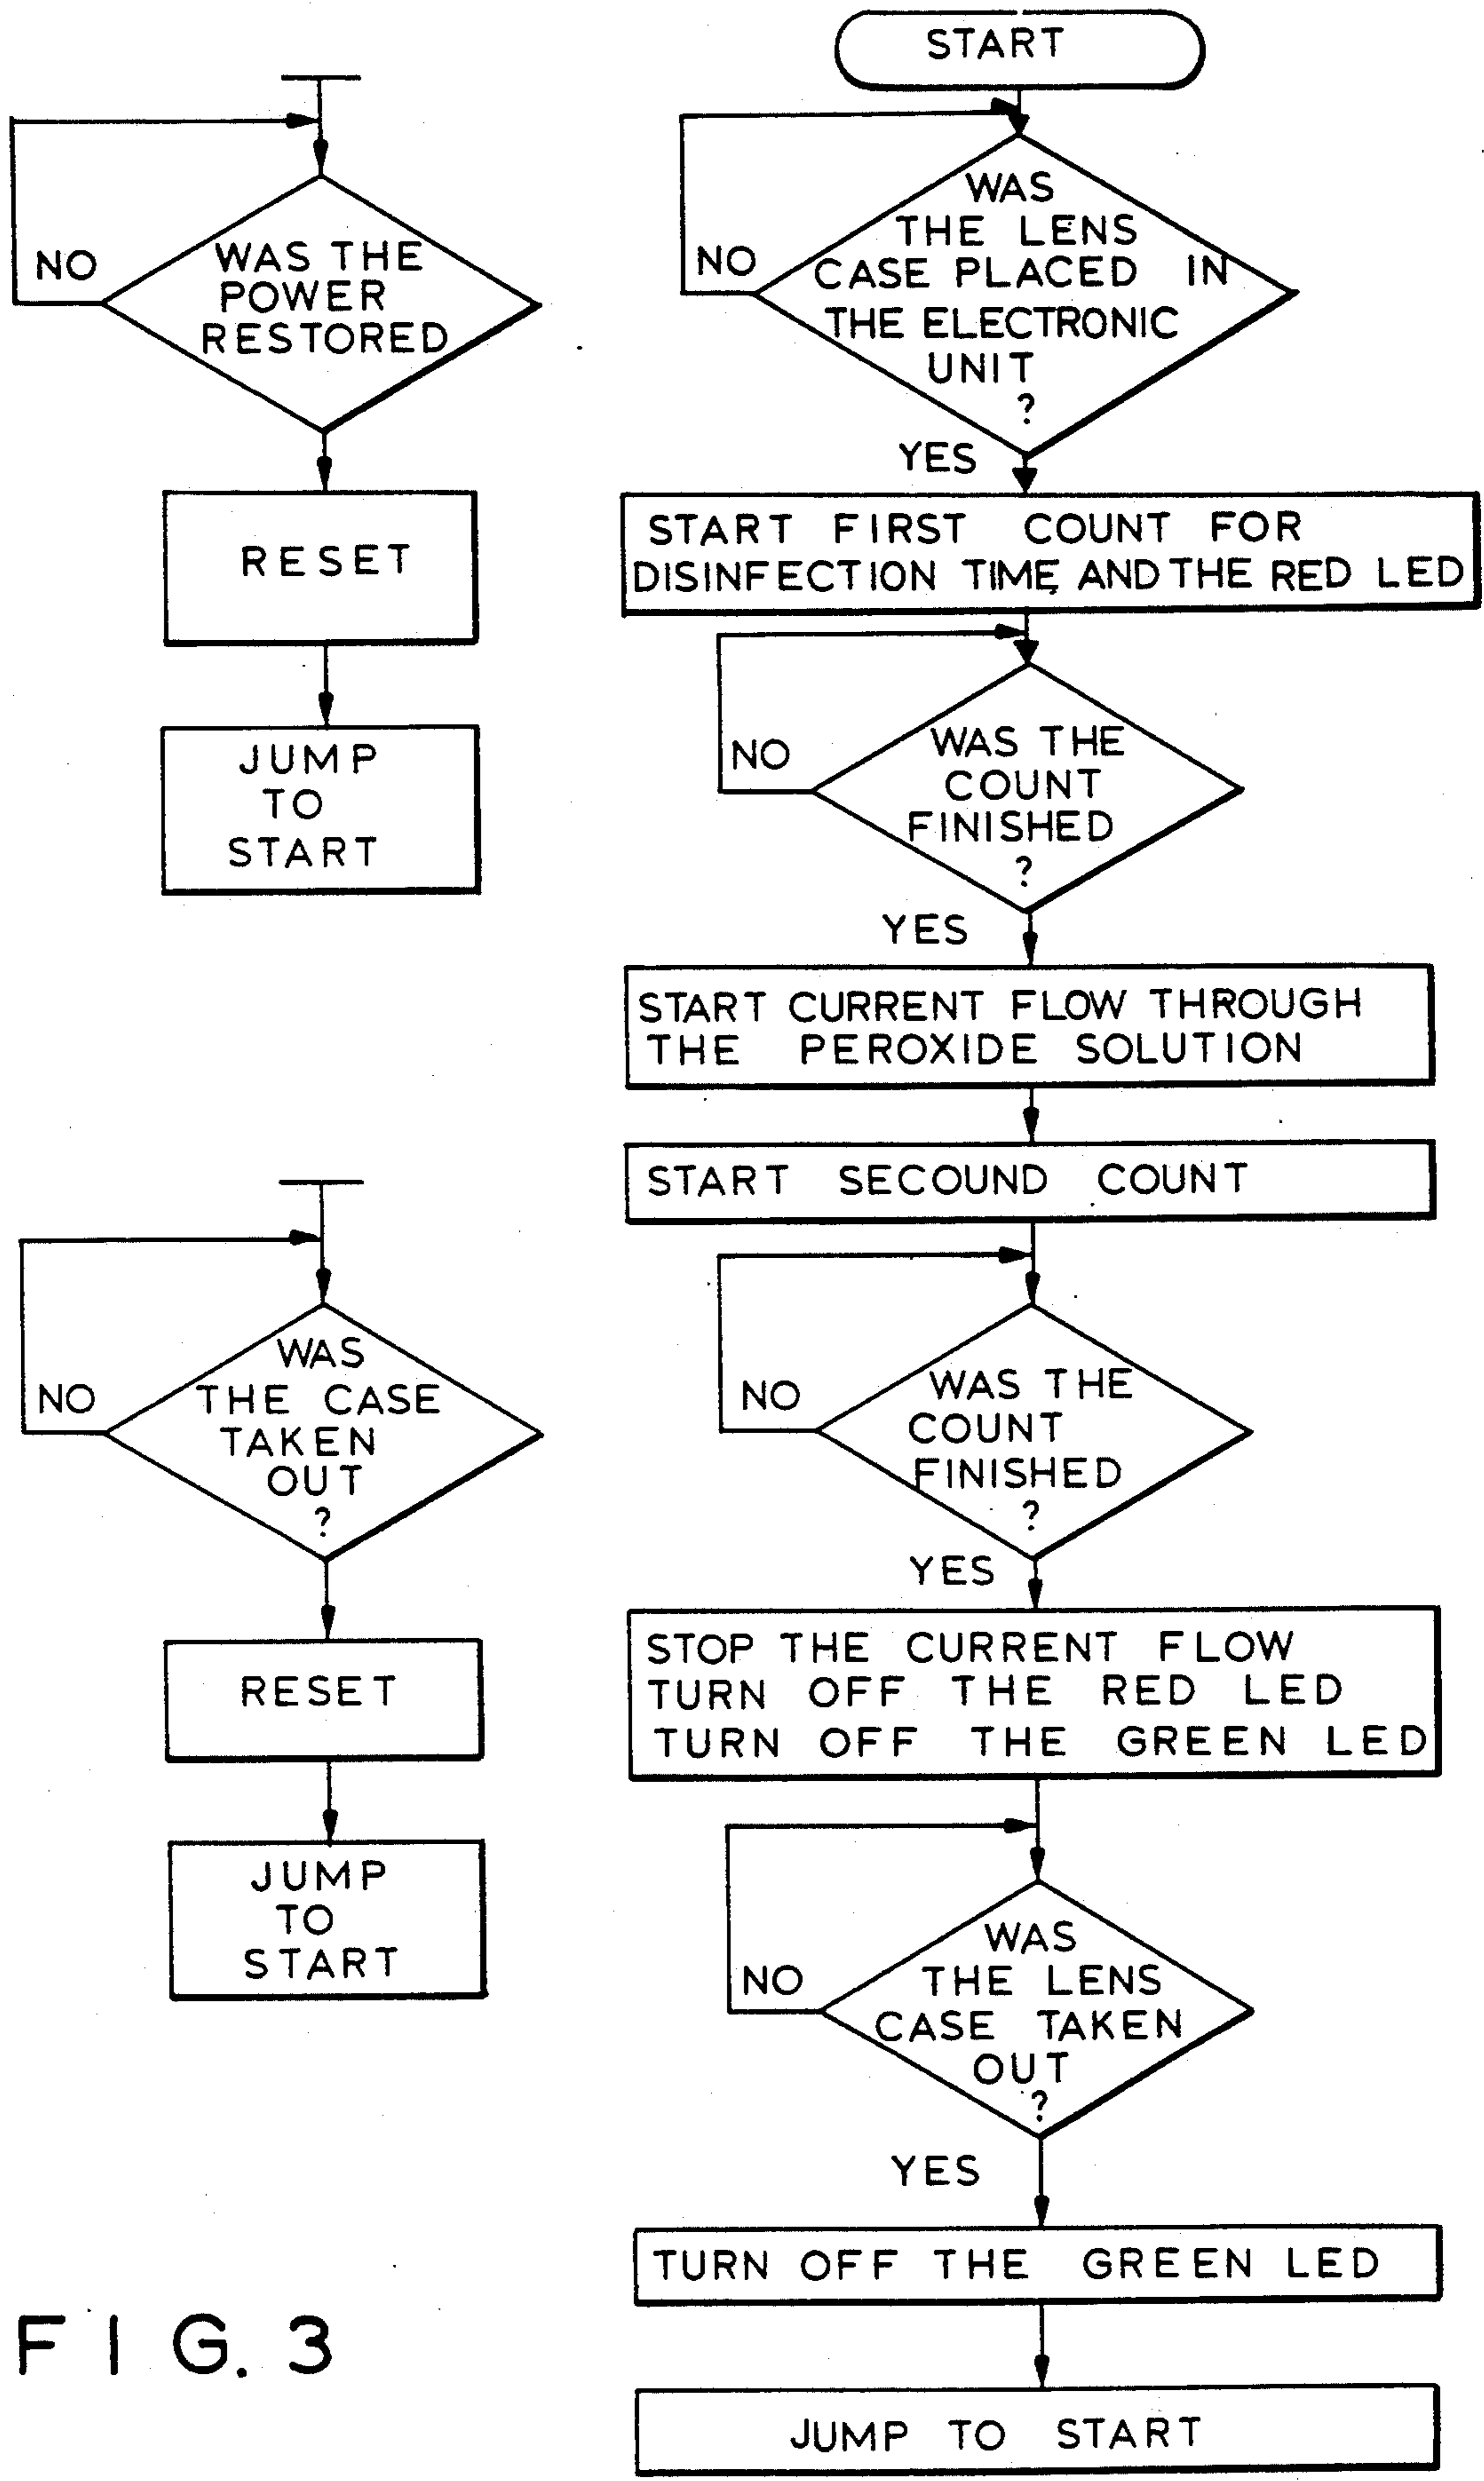 WAS THE
POWER
RESTORED
NO
RESET
JUMP
TO
START
WAS
THE CASE
TAKEN
OUT
?
NO
RESET
JUMP
TO
START
START
WAS
THE LENS
CASE PLACED IN
THE ELECTRONIC
UNIT
?
NO
YES
START FIRST COUNT FOR
DISINFECTION TIME AND THE RED LED
WAS THE
COUNT
FINISHED
?
NO
YES
START CURRENT FLOW THROUGH
THE PEROXIDE SOLUTION
START SECOUND COUNT
WAS THE
COUNT
FINISHED
?
NO
YES
STOP THE CURRENT FLOW
TURN OFF THE RED LED
TURN OFF THE GREEN LED
WAS
THE LENS
CASE TAKEN
OUT
?
NO
YES
TURN OFF THE GREEN LED
JUMP TO START
FIG. 3